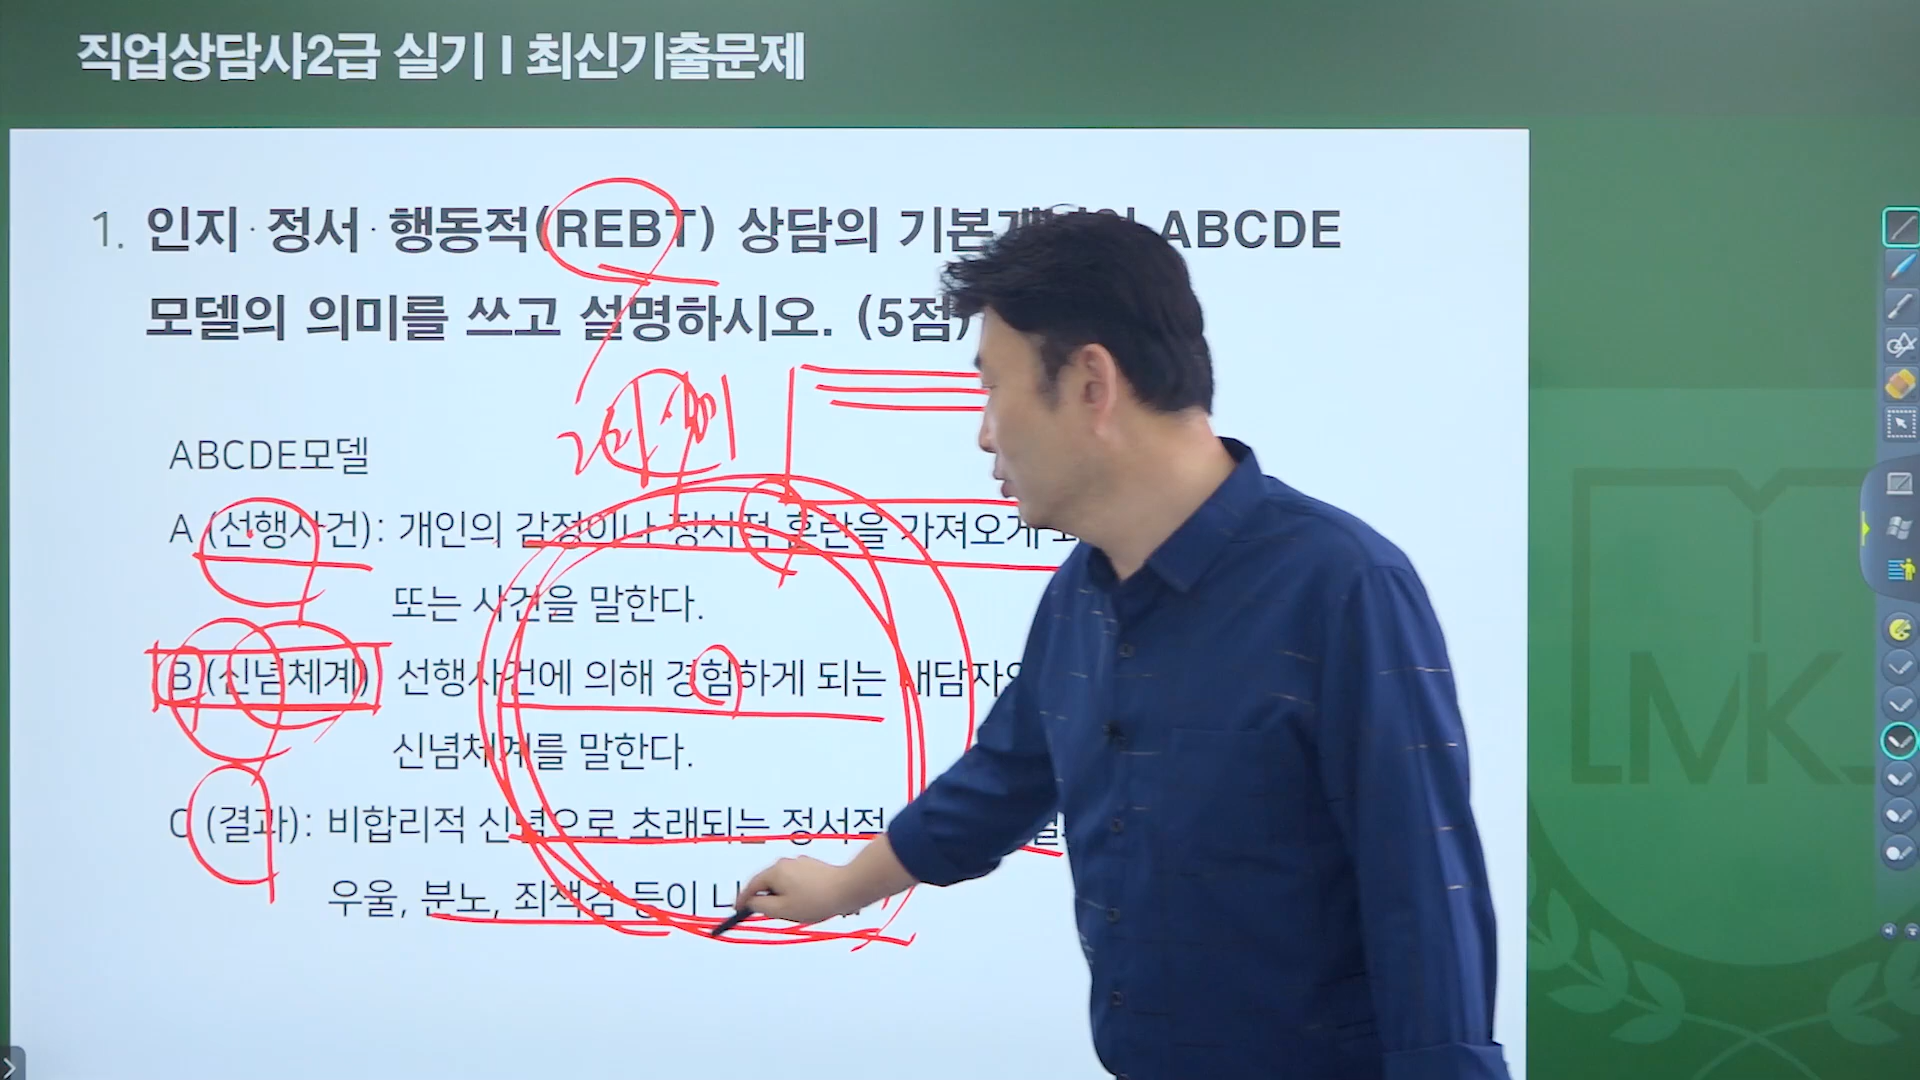 직업상담사2급 실기 I 최신기출문제
1. 인지·정서·행동적(REBT) 상담의 기본 ABCDE
모델의 의미를 쓰고 설명하시오. (5점)
ABCDE모델
A (선행사건): 개인의 감정이나 정서적 혼란을 가져오게
또는 사건을 말한다.
B (신념체계) 선행사건에 의해 경험하게 되는 내담자의
신념체계를 말한다.
C (결과): 비합리적 신념으로 초래되는 정서적
우울, 분노, 죄책감 등이
MK